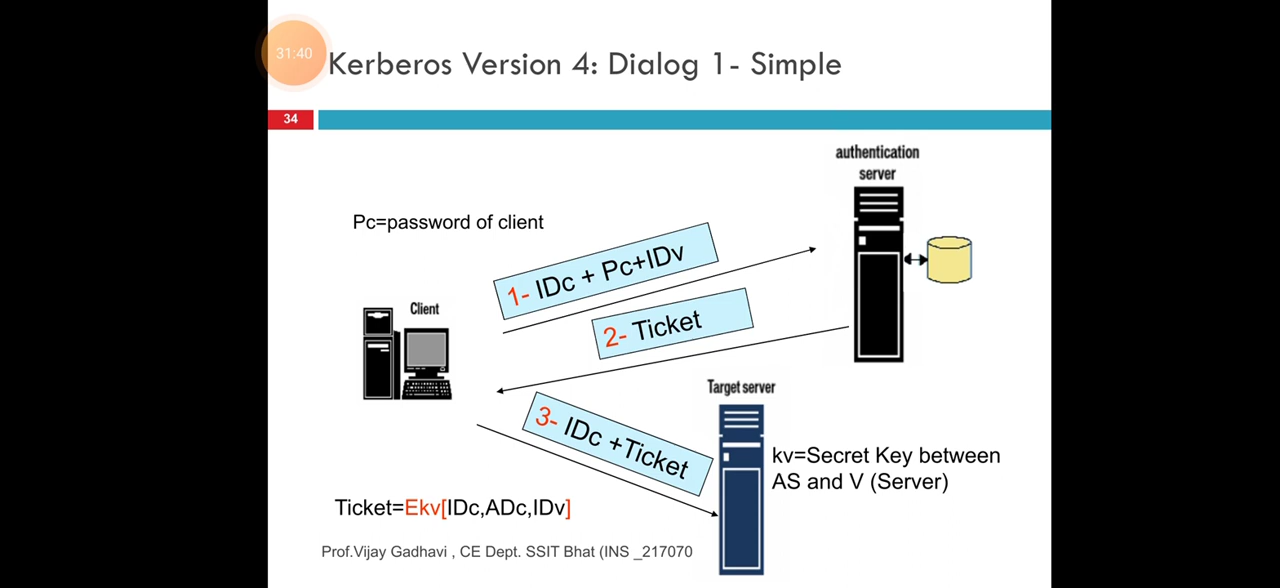 31:40
Kerberos Version 4: Dialog 1- Simple
34
authentication
server
Pc=password of client
1- IDc + Pc+IDv
Client
2- Ticket
Target server
3- IDc +Ticket
kv=Secret Key between
AS and V (Server)
Ticket=Ekv[IDc,ADc,IDv]
Prof.Vijay Gadhavi , CE Dept. SSIT Bhat (INS _217070